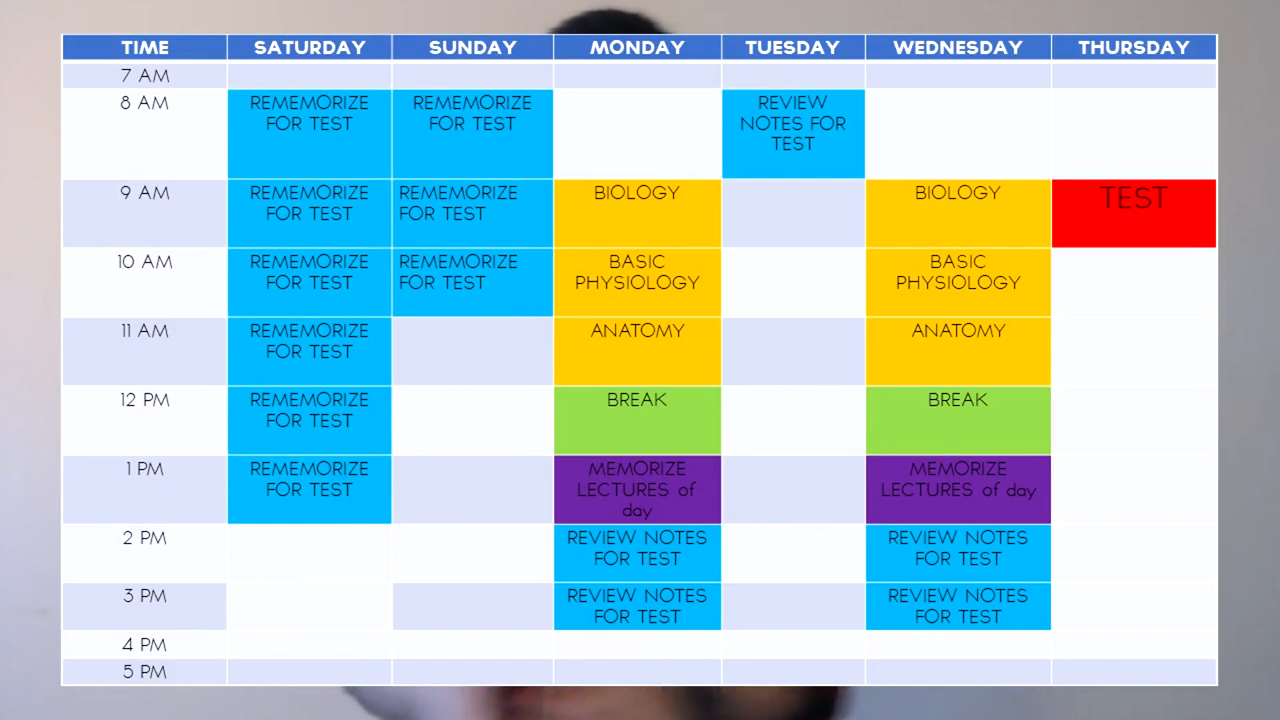 TIME SATURDAY SUNDAY MONDAY TUESDAY WEDNESDAY THURSDAY
7 AM
8 AM REMEMORIZE REMEMORIZE REVIEW
FOR TEST FOR TEST NOTES FOR
TEST
9 AM REMEMORIZE REMEMORIZE BIOLOGY BIOLOGY TEST
FOR TEST FOR TEST
10 AM REMEMORIZE REMEMORIZE BASIC BASIC
FOR TEST FOR TEST PHYSIOLOGY PHYSIOLOGY
11 AM REMEMORIZE ANATOMY ANATOMY
FOR TEST
12 PM REMEMORIZE BREAK BREAK
FOR TEST
1 PM REMEMORIZE MEMORIZE MEMORIZE
FOR TEST LECTURES of LECTURES of day
day
2 PM REVIEW NOTES REVIEW NOTES
FOR TEST FOR TEST
3 PM REVIEW NOTES REVIEW NOTES
FOR TEST FOR TEST
4 PM
5 PM